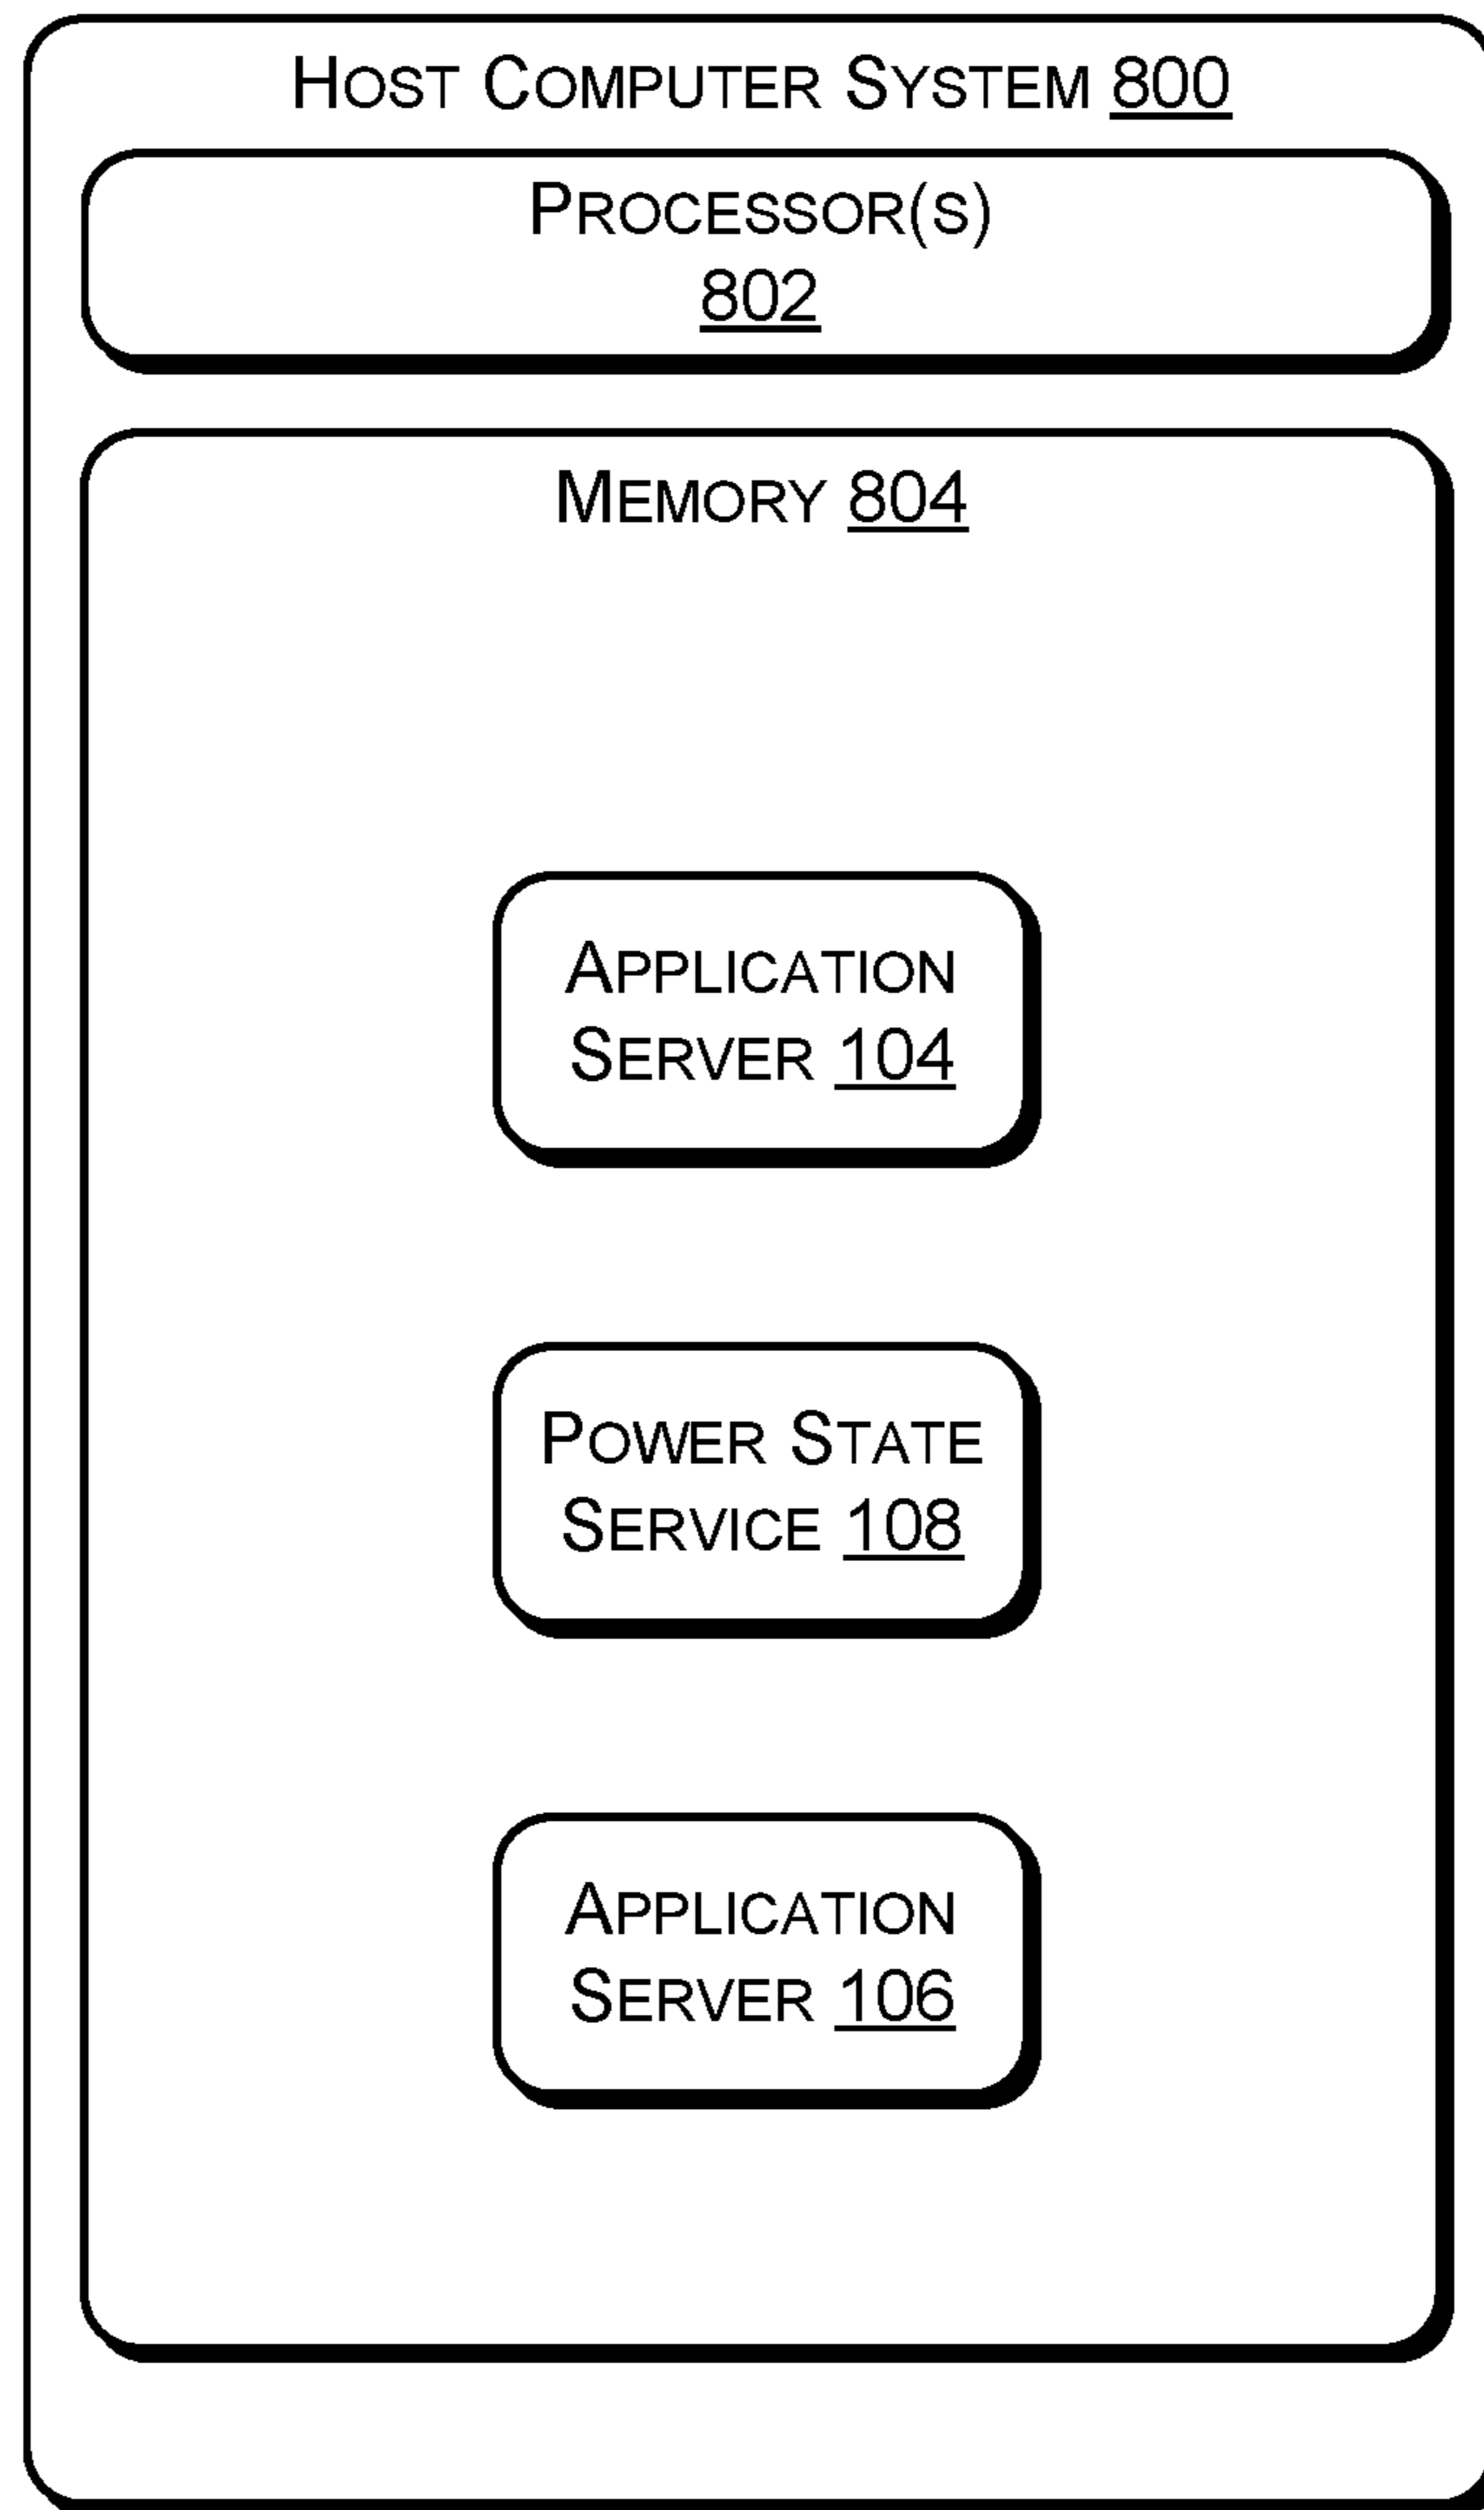 HOST COMPUTER SYSTEM 800
PROCESSOR(S)
802
MEMORY 804
APPLICATION
SERVER 104
POWER STATE
SERVICE 108
APPLICATION
SERVER 106